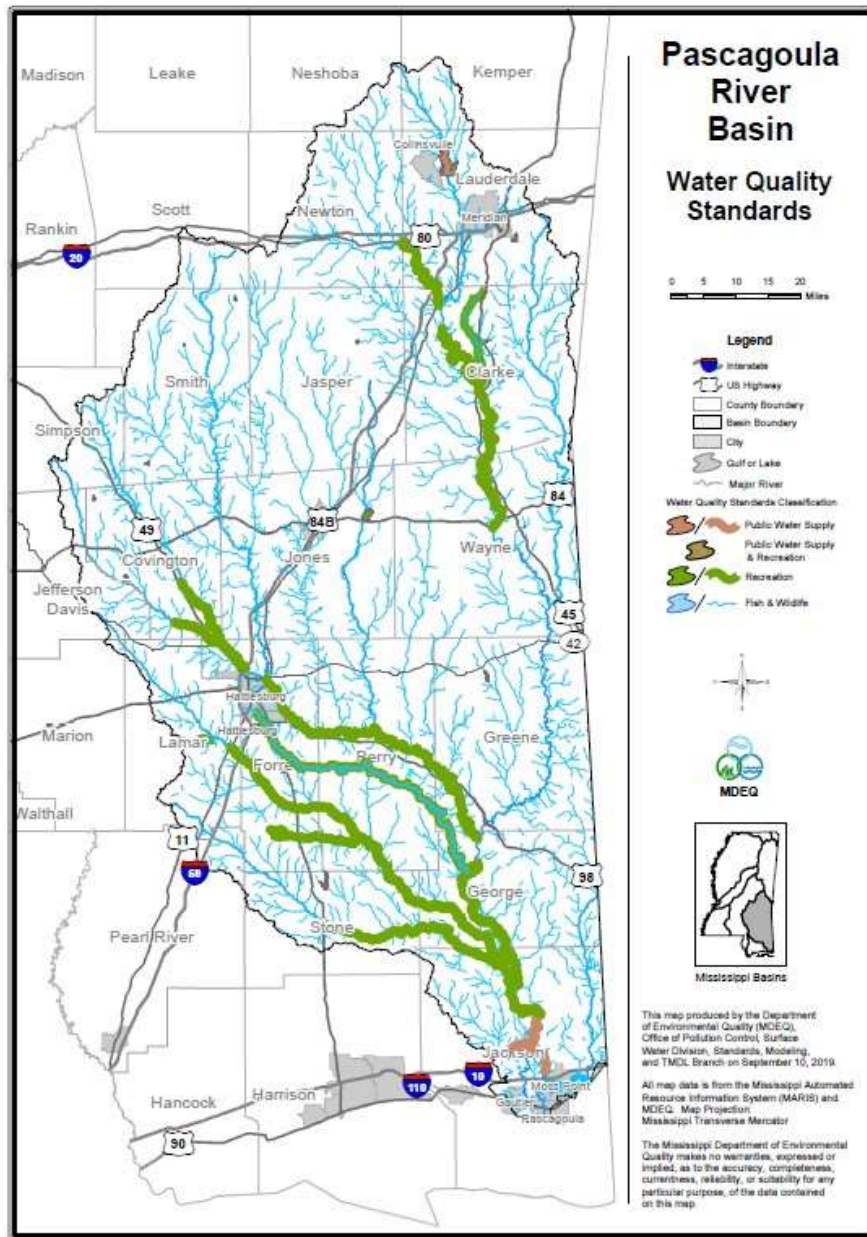 Pascagoula
River
Basin
Water Quality
Standards
0 5 10 15 20
Miles
Legend
Interstate
US Highway
County Boundary
Basin Boundary
City
Gulf or Lake
Major River
Water Quality Standards Classification
Public Water Supply
Public Water Supply
& Recreation
Recreation
Fish & Wildlife
MDEQ
Mississippi Basins
This map produced by the Department
of Environmental Quality (MDEQ),
Office of Pollution Control, Surface
Water Division, Standards, Modeling,
and TMDL Branch on September 10, 2019.
All map data is from the Mississippi Automated
Resource Information System (MARIS) and
MDEQ. Map Projection:
Mississippi Transverse Mercator
The Mississippi Department of Environmental
Quality makes no warranties, expressed or
implied, as to the accuracy, completeness,
currentness, reliability, or suitability for any
particular purpose, of the data contained
on this map.
Madison
Leake
Neshoba
Kemper
Collinsville
Lauderdale
Rankin
Scott
Newton
Meridian
80
20
Smith
Jasper
Clarke
Simpson
49
84B
84
Covington
Jones
Wayne
Jefferson
Davis
45
42
Hattiesburg
Hattiesburg
Marion
Lamar
Forre
Perry
Greene
Walthall
11
98
George
Pearl River
Stone
Jackson
10
Moss Point
Hancock
Harrison
110
Gautier
Pascagoula
90